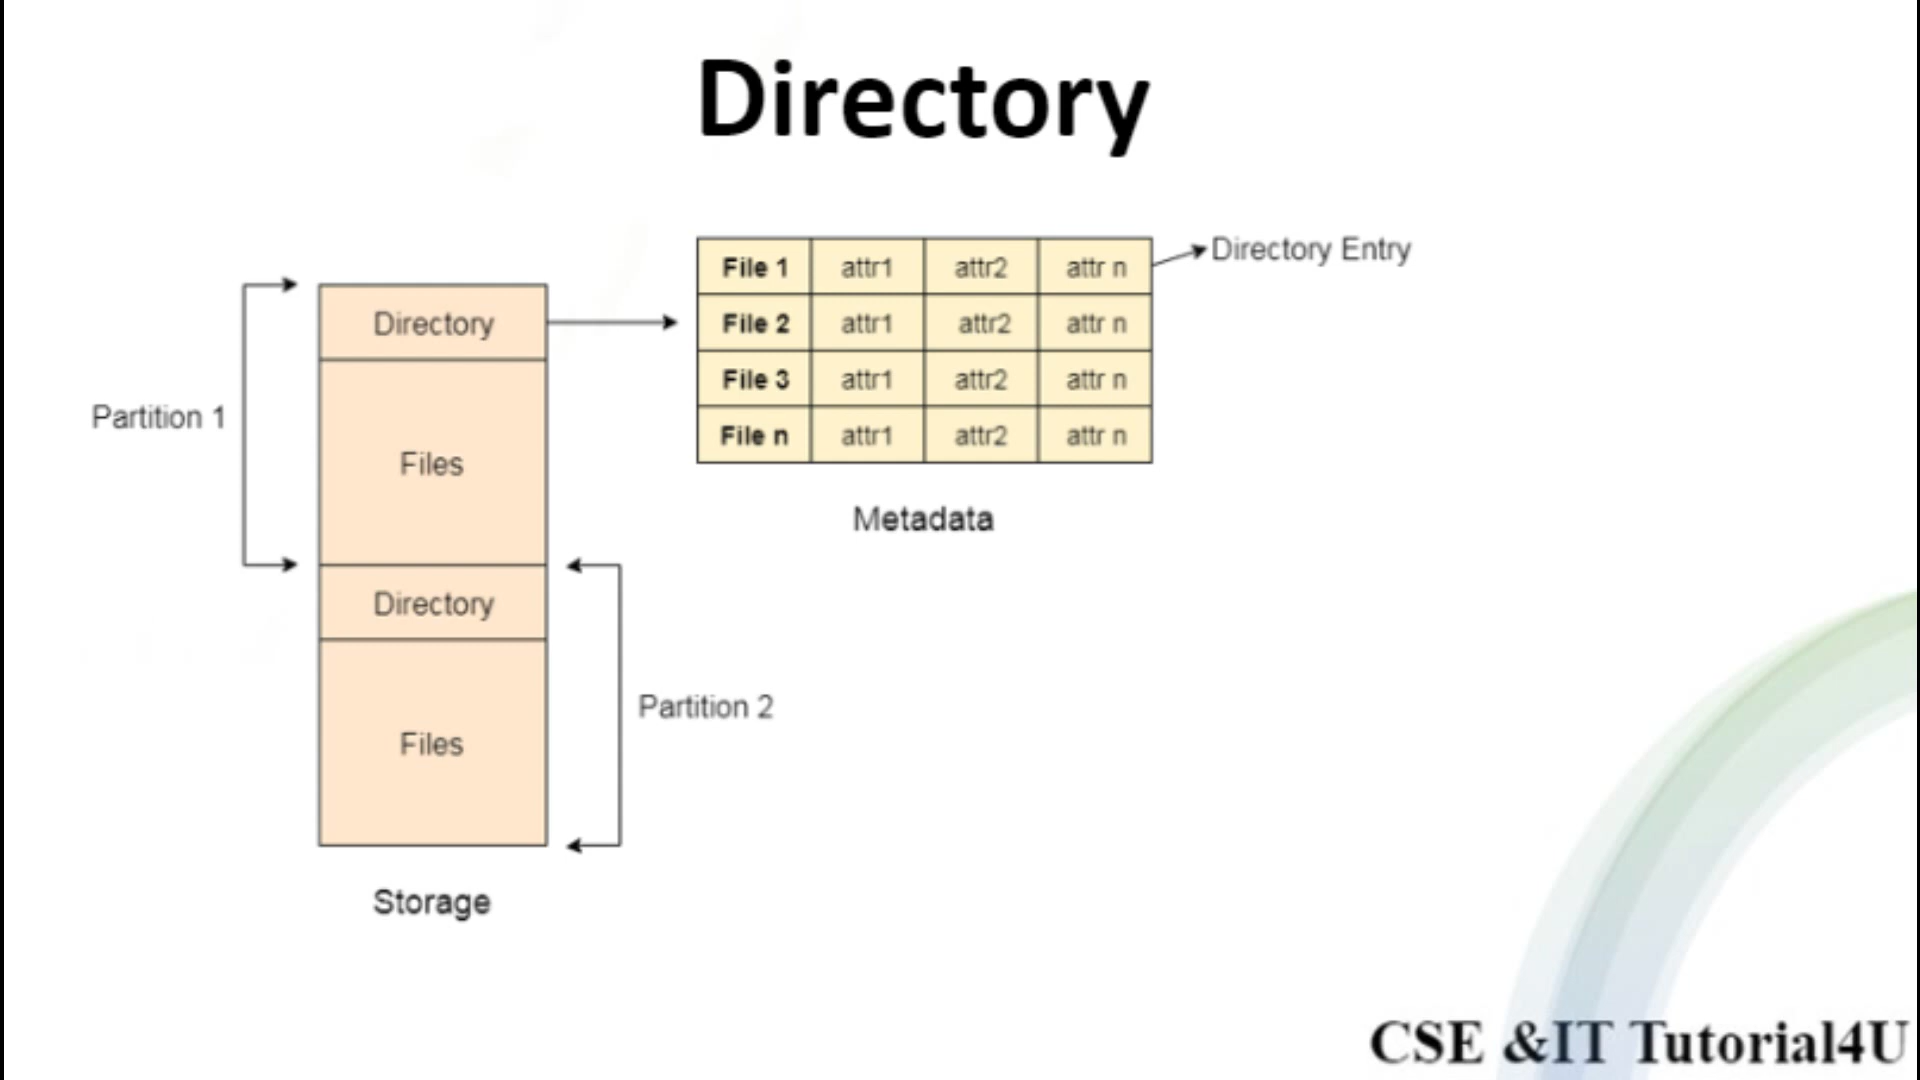 Directory
File 1 attr1 attr2 attr n
Directory Entry
File 2 attr1 attr2 attr n
File 3 attr1 attr2 attr n
File n attr1 attr2 attr n
Metadata
Directory
Partition 1
Files
Directory
Partition 2
Files
Storage
CSE &IT Tutorial4U